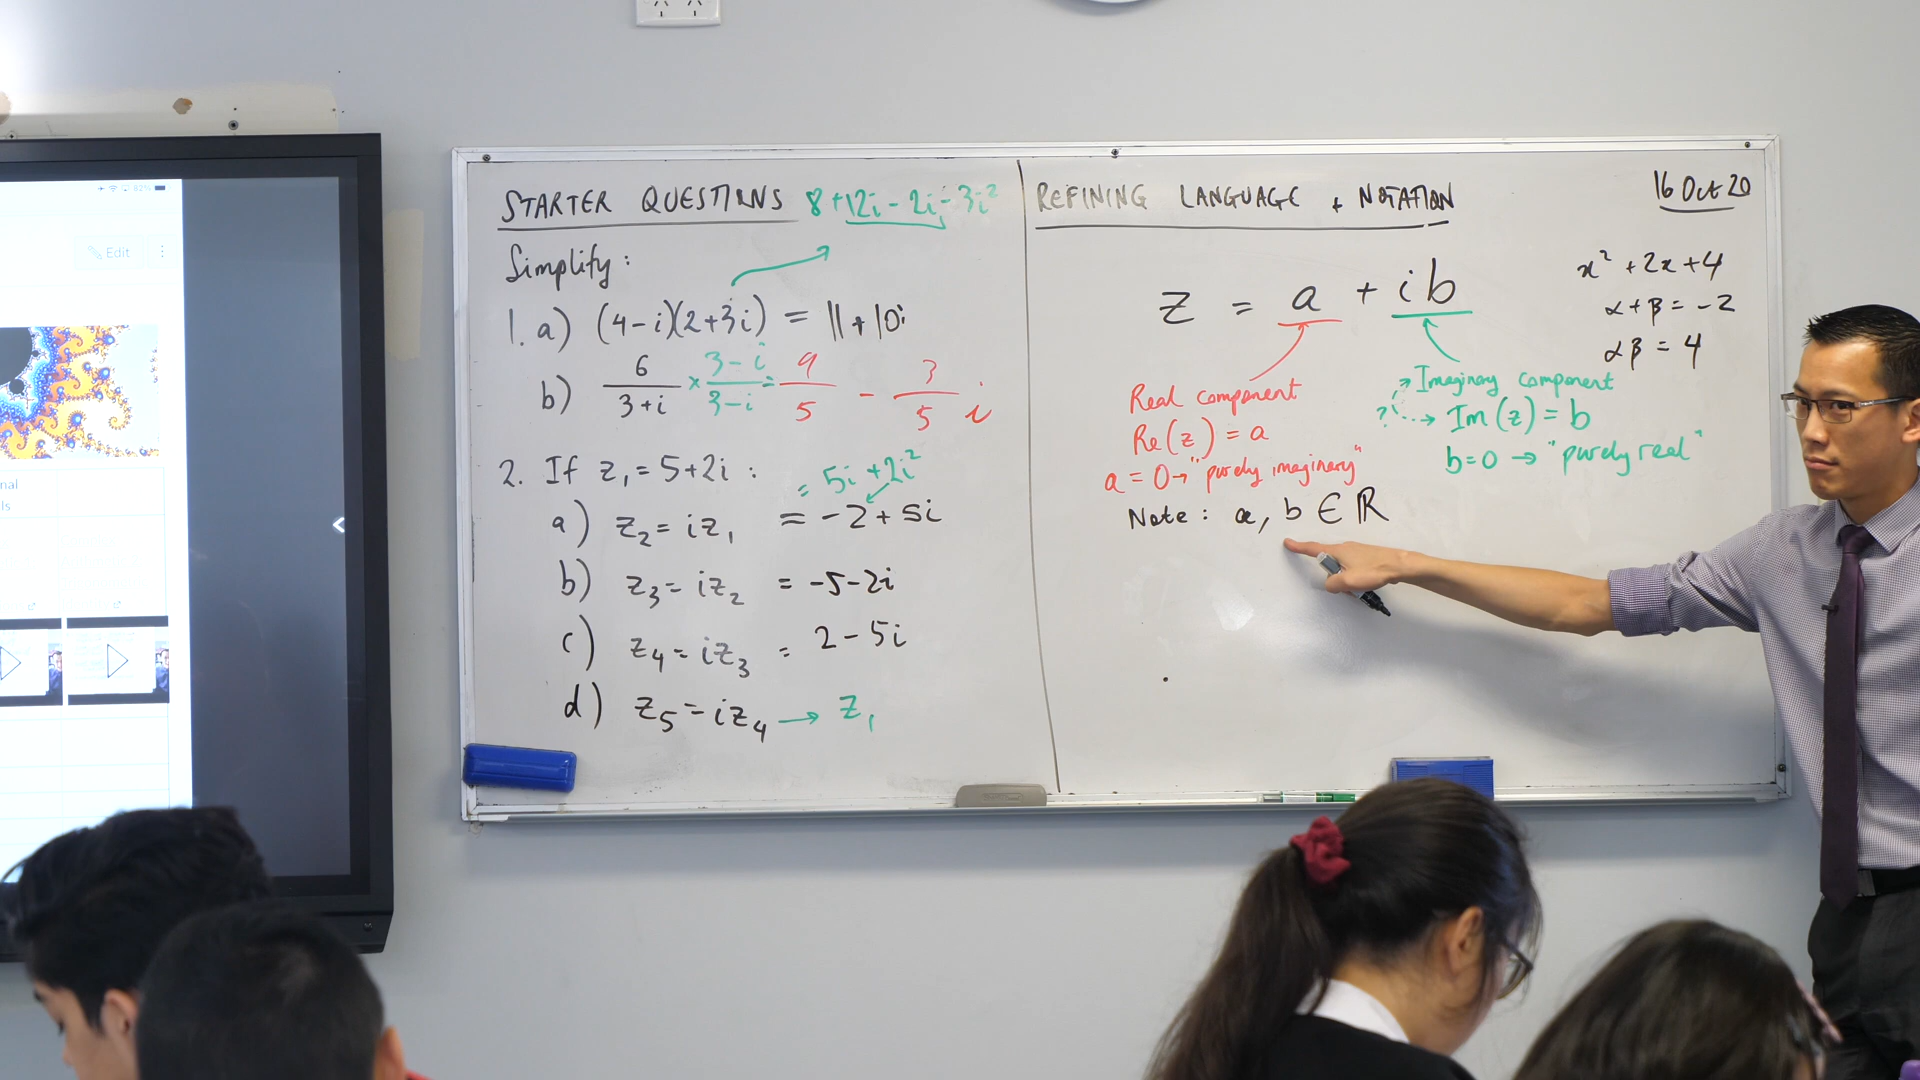 82%
Edit
STARTER QUESTIONS 8+12i-2i-3i²
Simplify:
1. a) (4-i)(2+3i) = 11+10i
b) 6/(3+i) × (3-i)/(3-i) = 9/5 - 3/5 i
2. If z₁=5+2i:
= 5i+2i²
a) z₂=iz₁ = -2+5i
b) z₃=iz₂ = -5-2i
c) z₄=iz₃ = 2-5i
d) z₅=iz₄ → z₁
REFINING LANGUAGE + NOTATION
16 Oct 20
z = a + ib
Real component
Re(z) = a
a = 0 → "purely imaginary"
? Imaginary component
Im(z) = b
b=0 → "purely real"
Note: a, b ∈ ℝ
x²+2x+4
α+β=-2
αβ=4